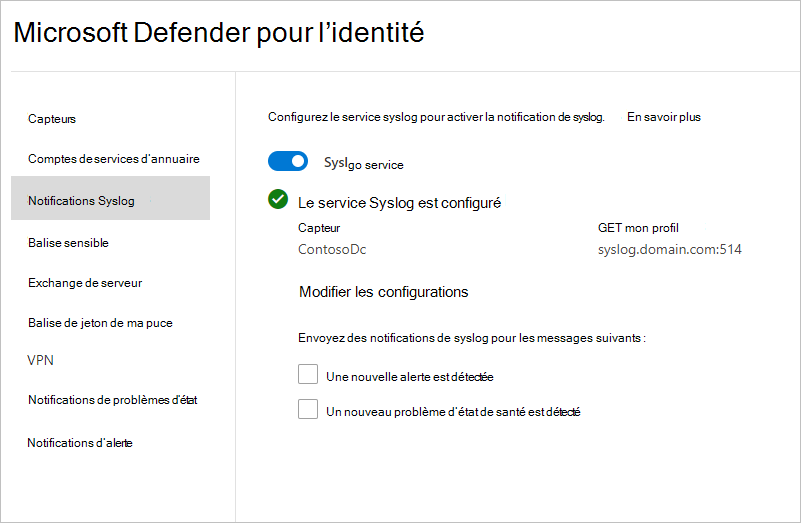 Microsoft Defender pour l’identité
Capteurs
Comptes de services d’annuaire
Notifications Syslog
Balise sensible
Exchange de serveur
Balise de jeton de ma puce
VPN
Notifications de problèmes d'état
Notifications d’alerte
Configurez le service syslog pour activer la notification de syslog. En savoir plus
Syslgo service
Le service Syslog est configuré
Capteur GET mon profil
ContosoDc syslog.domain.com:514
Modifier les configurations
Envoyez des notifications de syslog pour les messages suivants :
Une nouvelle alerte est détectée
Un nouveau problème d’état de santé est détecté